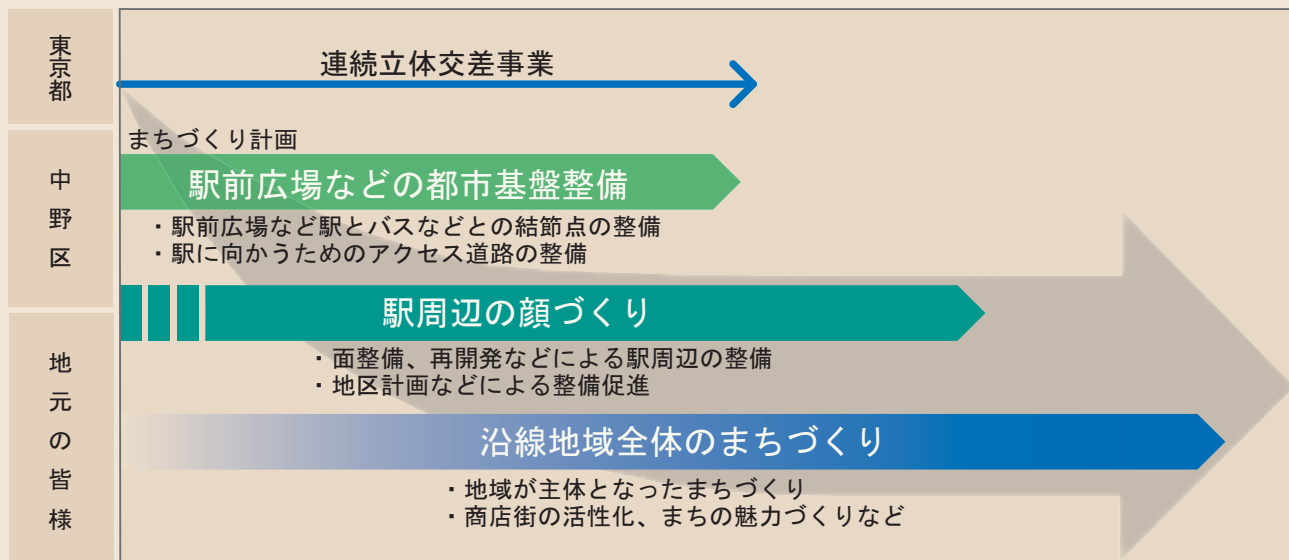 東京都
連続立体交差事業
まちづくり計画
中野区
駅前広場などの都市基盤整備
・駅前広場など駅とバスなどとの結節点の整備
・駅に向かうためのアクセス道路の整備
駅周辺の顔づくり
地元の皆様
・面整備、再開発などによる駅周辺の整備
・地区計画などによる整備促進
沿線地域全体のまちづくり
・地域が主体となったまちづくり
・商店街の活性化、まちの魅力づくりなど